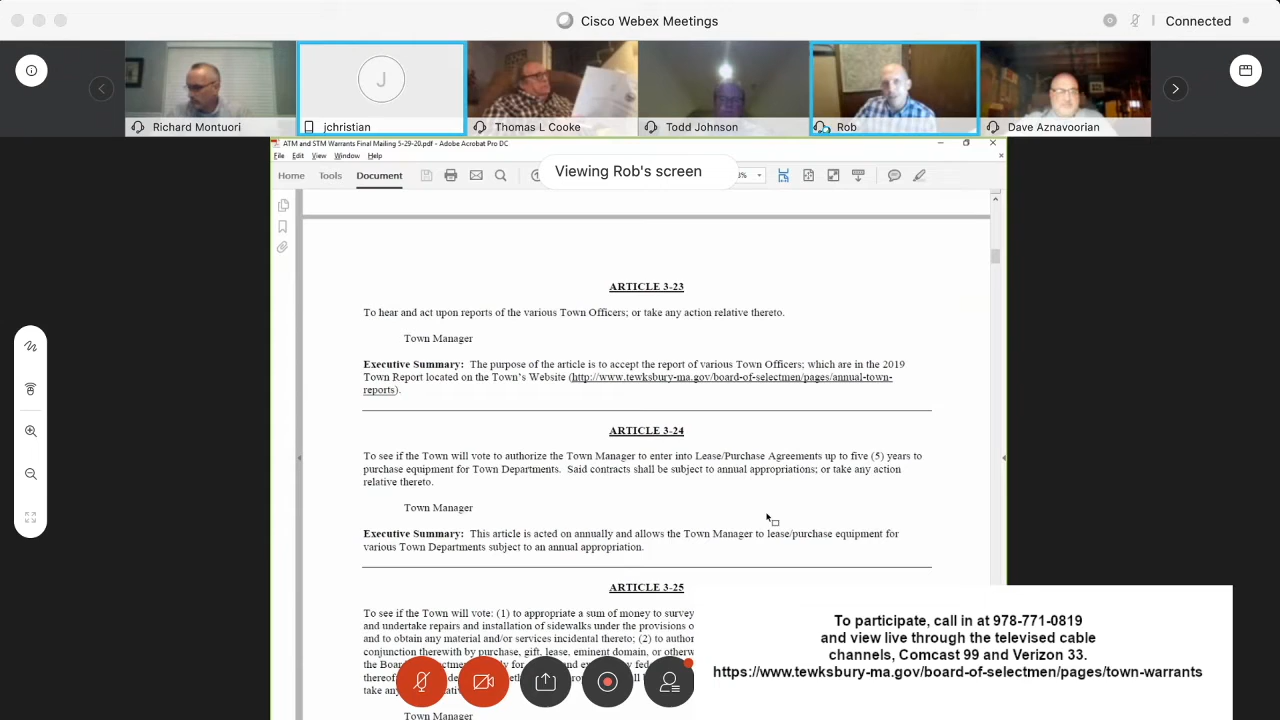 Cisco Webex Meetings
Connected
J
Richard Montuori
jchristian
Thomas L Cooke
Todd Johnson
Rob
Dave Aznavoorian
ATM and STM Warrants Final Mailing 5-29-20.pdf - Adobe Acrobat Pro DC
File Edit View Window Help
Viewing Rob's screen
Home Tools Document
ARTICLE 3-23
To hear and act upon reports of the various Town Officers; or take any action relative thereto.
Town Manager
Executive Summary: The purpose of the article is to accept the report of various Town Officers; which are in the 2019
Town Report located on the Town's Website (http://www.tewksbury-ma.gov/board-of-selectmen/pages/annual-town-
reports).
ARTICLE 3-24
To see if the Town will vote to authorize the Town Manager to enter into Lease/Purchase Agreements up to five (5) years to
purchase equipment for Town Departments. Said contracts shall be subject to annual appropriations; or take any action
relative thereto.
Town Manager
Executive Summary: This article is acted on annually and allows the Town Manager to lease/purchase equipment for
various Town Departments subject to an annual appropriation.
ARTICLE 3-25
To see if the Town will vote: (1) to appropriate a sum of money to survey
and undertake repairs and installation of sidewalks under the provisions o
and to obtain any material and/or services incidental thereto; (2) to author
conjunction therewith by purchase, gift, lease, eminent domain, or otherw
the Boar
for
and ex
fede
thereof
take any
Town Manager
To participate, call in at 978-771-0819
and view live through the televised cable
channels, Comcast 99 and Verizon 33.
https://www.tewksbury-ma.gov/board-of-selectmen/pages/town-warrants